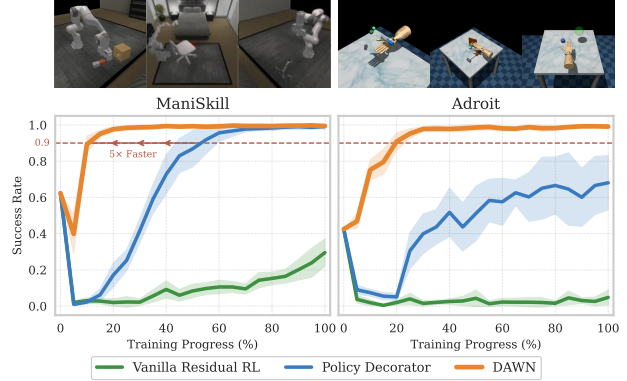 ManiSkill
Adroit
Success Rate
1.0
0.9
0.8
0.6
0.4
0.2
0.0
5× Faster
0 20 40 60 80 100
0 20 40 60 80 100
Training Progress (%)
Training Progress (%)
Vanilla Residual RL
Policy Decorator
DAWN